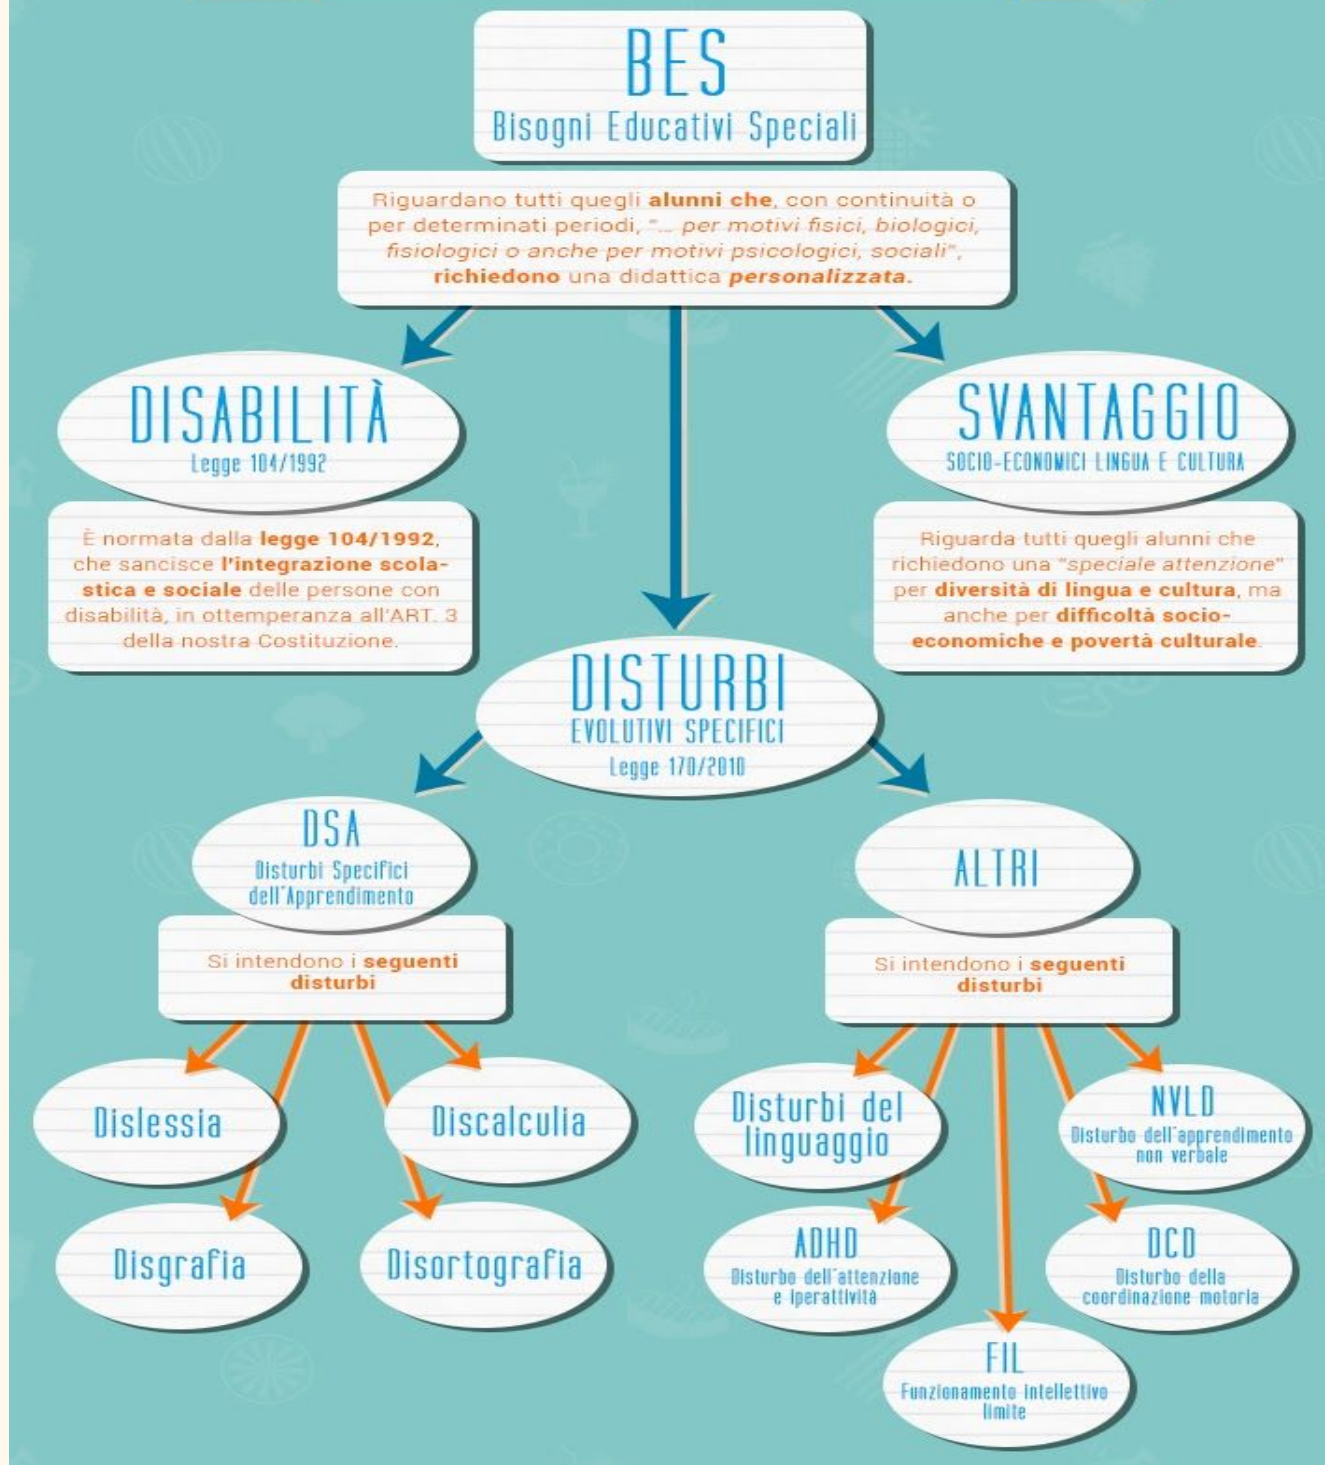 BES
Bisogni Educativi Speciali
Riguardano tutti quegli alunni che, con continuità o
per determinati periodi, "... per motivi fisici, biologici,
fisiologici o anche per motivi psicologici, sociali",
richiedono una didattica personalizzata.
DISABILITÀ
Legge 104/1992
È normata dalla legge 104/1992,
che sancisce l'integrazione scola-
stica e sociale delle persone con
disabilità, in ottemperanza all'ART. 3
della nostra Costituzione.
SVANTAGGIO
SOCIO-ECONOMICI LINGUA E CULTURA
Riguarda tutti quegli alunni che
richiedono una "speciale attenzione"
per diversità di lingua e cultura, ma
anche per difficoltà socio-
economiche e povertà culturale.
DISTURBI
EVOLUTIVI SPECIFICI
Legge 170/2010
DSA
Disturbi Specifici
dell'Apprendimento
Si intendono i seguenti
disturbi
Dislessia
Discalculia
Disgrafia
Disortografia
ALTRI
Si intendono i seguenti
disturbi
Disturbi del
linguaggio
NVLD
Disturbo dell'apprendimento
non verbale
ADHD
Disturbo dell'attenzione
e iperattività
DCD
Disturbo della
coordinazione motoria
FIL
Funzionamento intellettivo
limite